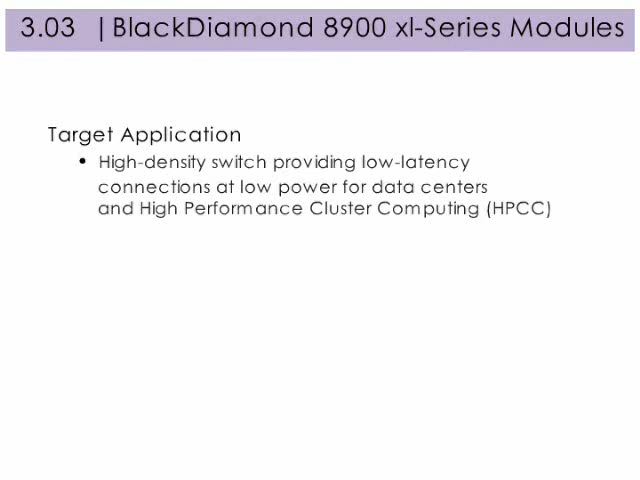 3.03 |BlackDiamond 8900 xl-Series Modules
Target Application
• High-density switch providing low-latency
connections at low power for data centers
and High Performance Cluster Computing (HPCC)